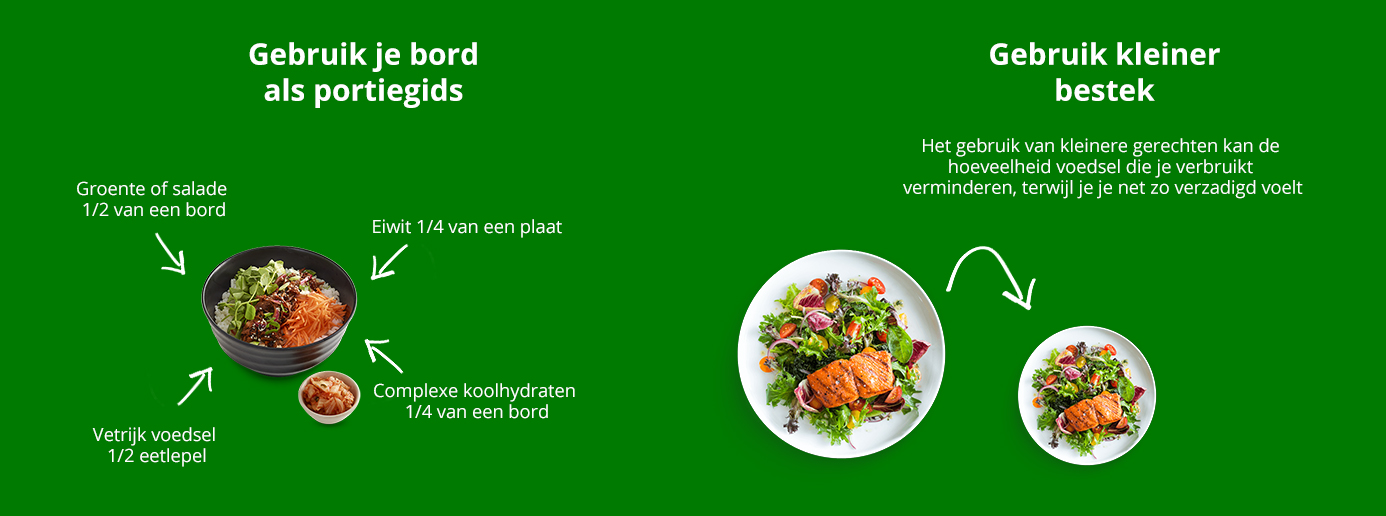 Gebruik je bord
als portiegids
Groente of salade
1/2 van een bord
Eiwit 1/4 van een plaat
Complexe koolhydraten
1/4 van een bord
Vetrijk voedsel
1/2 eetlepel
Gebruik kleiner
bestek
Het gebruik van kleinere gerechten kan de
hoeveelheid voedsel die je verbruikt
verminderen, terwijl je je net zo verzadigd voelt